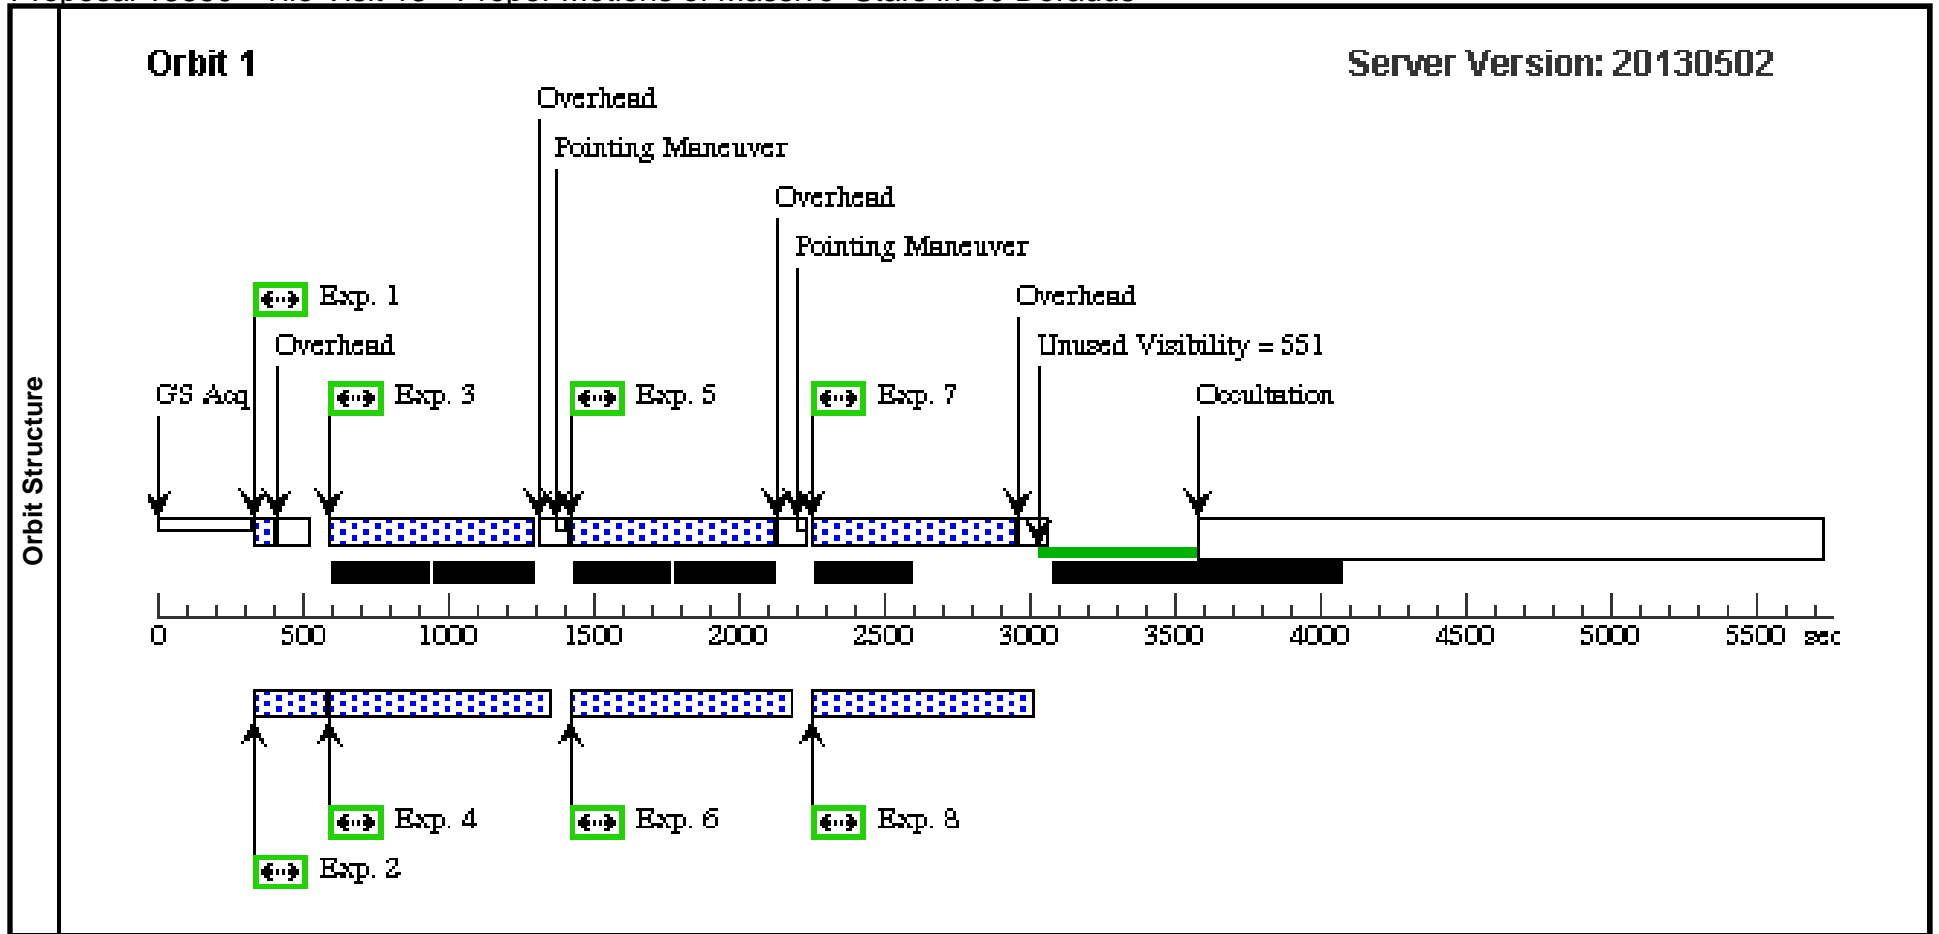 Orbit 1
Server Version: 20130502
Overhead
Pointing Maneuver
Overhead
Pointing Maneuver
Exp. 1
Overhead
Overhead
Unused Visibility = 551
GS Acq
Exp. 3
Exp. 5
Exp. 7
Occultation
Orbit Structure
0 500 1000 1500 2000 2500 3000 3500 4000 4500 5000 5500 sec
Exp. 4
Exp. 6
Exp. 8
Exp. 2